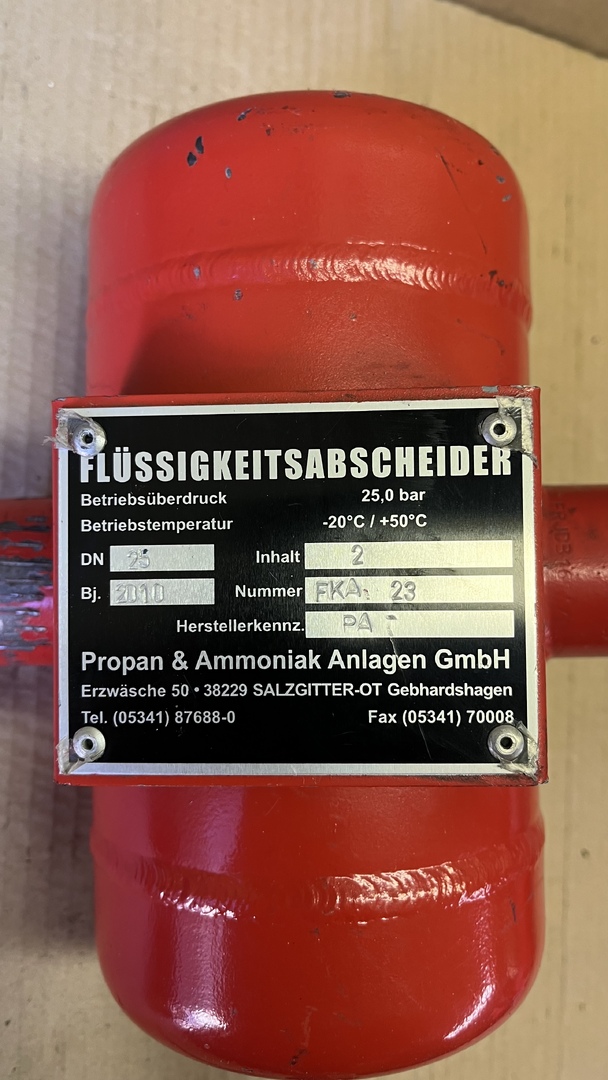 FLÜSSIGKEITSABSCHEIDER
Betriebsüberdruck 25,0 bar
Betriebstemperatur -20°C / +50°C
DN 25 Inhalt 2
Bj. 2010 Nummer FKA. 23
Herstellerkennz. PA
Propan & Ammoniak Anlagen GmbH
Erzwäsche 50 • 38229 SALZGITTER-OT Gebhardshagen
Tel. (05341) 87688-0 Fax (05341) 70008